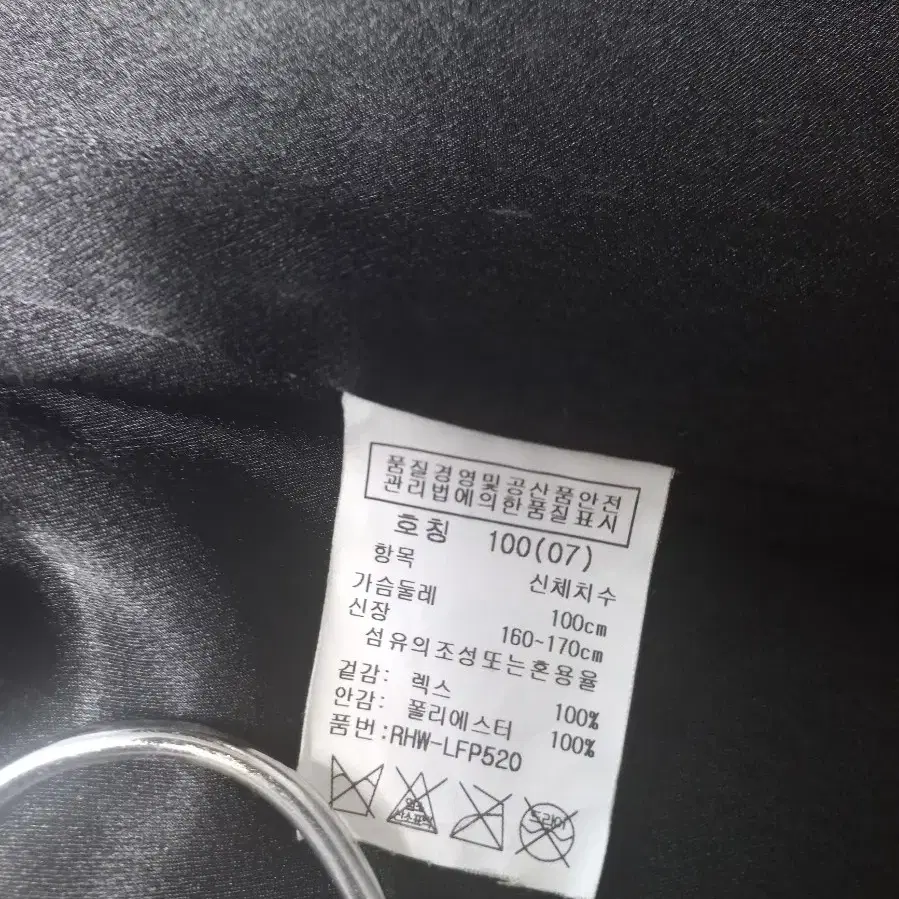 품질경영및공산품안전
관리법에의한품질표시
호칭 100(07)
항목 신체치수
가슴둘레 100cm
신장 160~170cm
섬유의조성또는혼용율
겉감: 렉스 100%
안감: 폴리에스터 100%
품번:RHW-LFP520
드라이